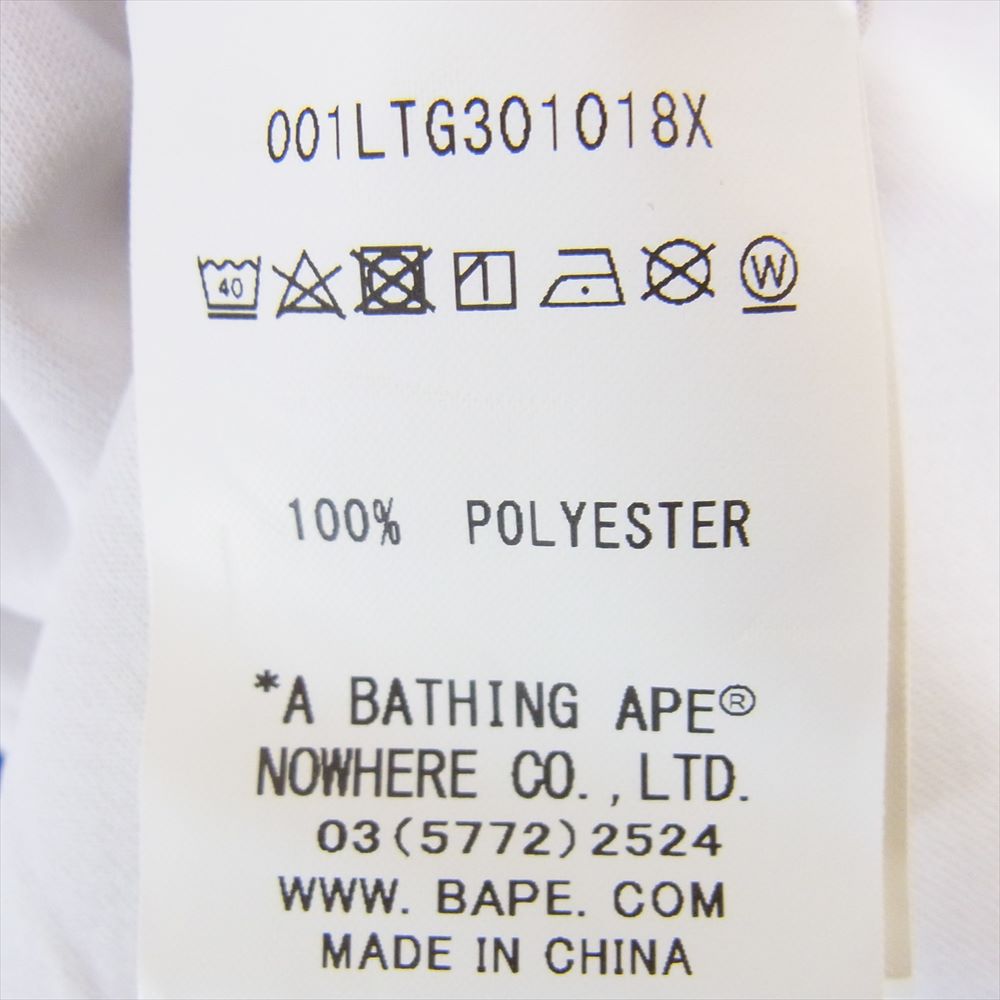 001LTG301018X
40 W
100% POLYESTER
*A BATHING APE®
NOWHERE CO.,LTD.
03(5772)2524
WWW. BAPE. COM
MADE IN CHINA